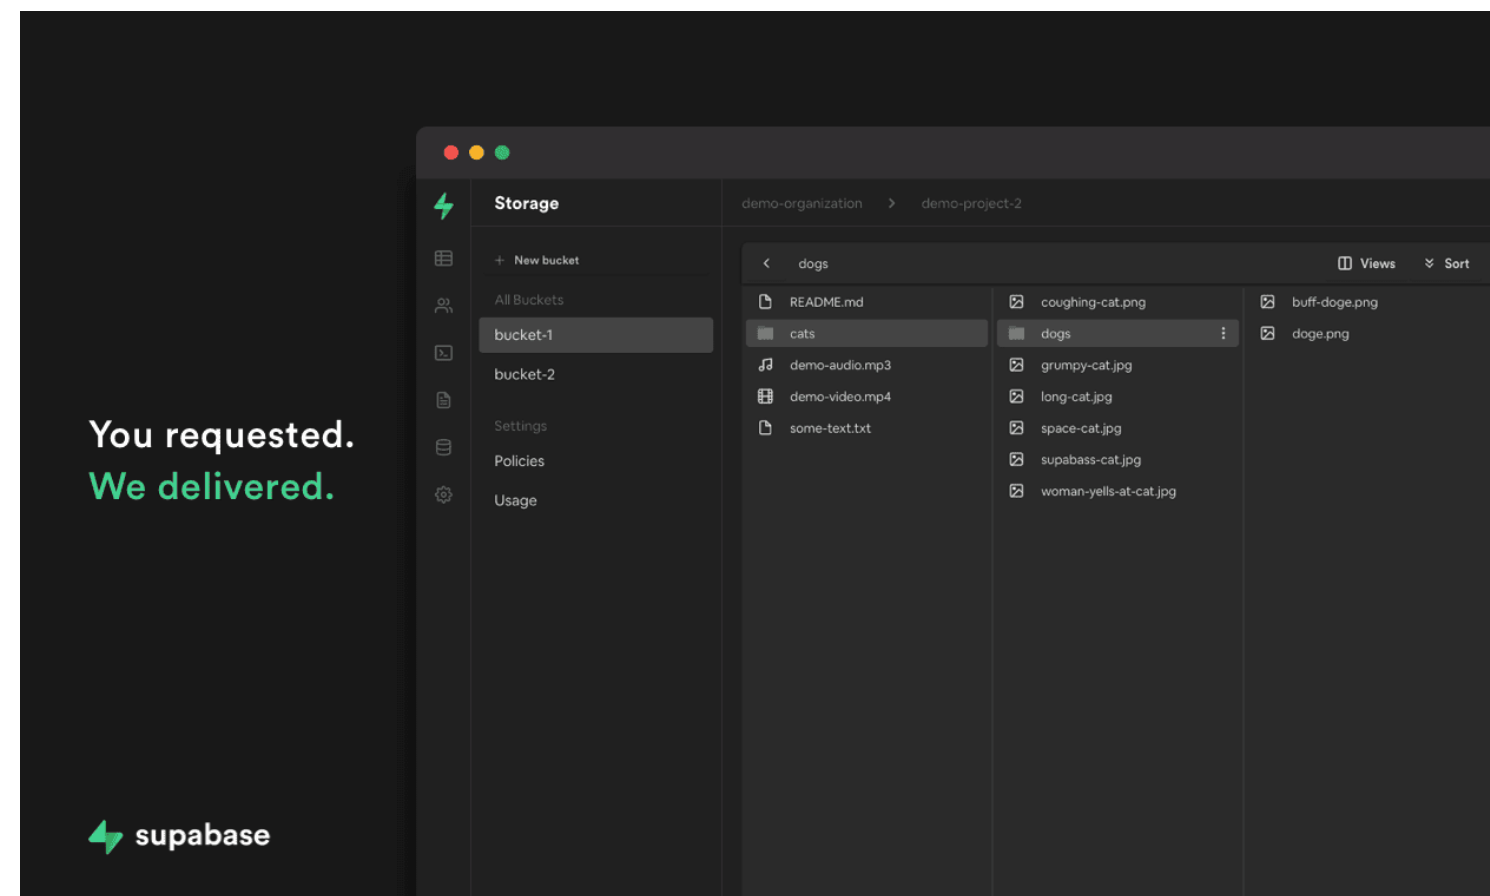 You requested.
We delivered.
supabase
Storage
demo-organization > demo-project-2
+ New bucket
All Buckets
bucket-1
bucket-2
Settings
Policies
Usage
< dogs
Views
Sort
README.md
cats
demo-audio.mp3
demo-video.mp4
some-text.txt
coughing-cat.png
dogs
grumpy-cat.jpg
long-cat.jpg
space-cat.jpg
supabass-cat.jpg
woman-yells-at-cat.jpg
buff-doge.png
doge.png